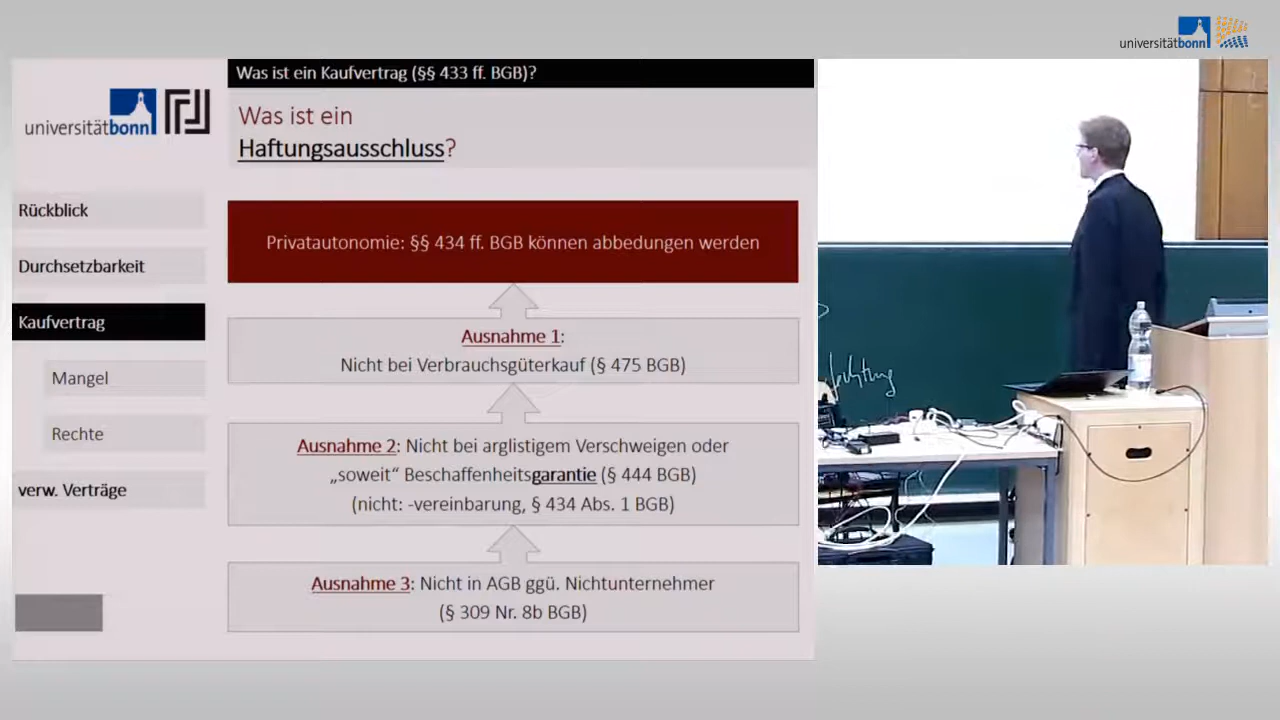 universitätbonn
Was ist ein Kaufvertrag (§§ 433 ff. BGB)?
universitätbonn
Was ist ein
Haftungsausschluss?
Rückblick
Durchsetzbarkeit
Kaufvertrag
Mangel
Rechte
verw. Verträge
Privatautonomie: §§ 434 ff. BGB können abbedungen werden
Ausnahme 1:
Nicht bei Verbrauchsgüterkauf (§ 475 BGB)
Ausnahme 2: Nicht bei arglistigem Verschweigen oder
„soweit“ Beschaffenheitsgarantie (§ 444 BGB)
(nicht: -vereinbarung, § 434 Abs. 1 BGB)
Ausnahme 3: Nicht in AGB ggü. Nichtunternehmer
(§ 309 Nr. 8b BGB)